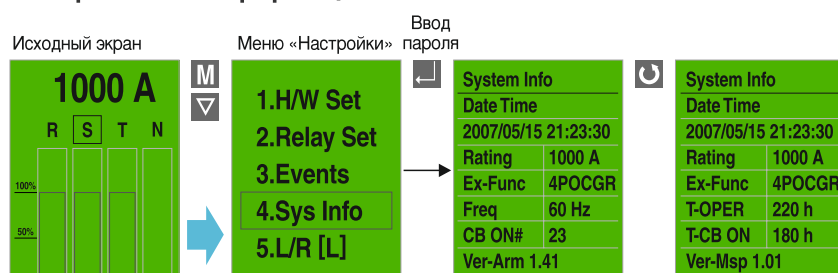 Исходный экран
Меню «Настройки»
Ввод
пароля
1000 A
R S T N
100%
50%
M
1.H/W Set
2.Relay Set
3.Events
4.Sys Info
5.L/R [L]
System Info
Date Time
2007/05/15 21:23:30
Rating 1000 A
Ex-Func 4POCGR
Freq 60 Hz
CB ON# 23
Ver-Arm 1.41
System Info
Date Time
2007/05/15 21:23:30
Rating 1000 A
Ex-Func 4POCGR
T-OPER 220 h
T-CB ON 180 h
Ver-Msp 1.01